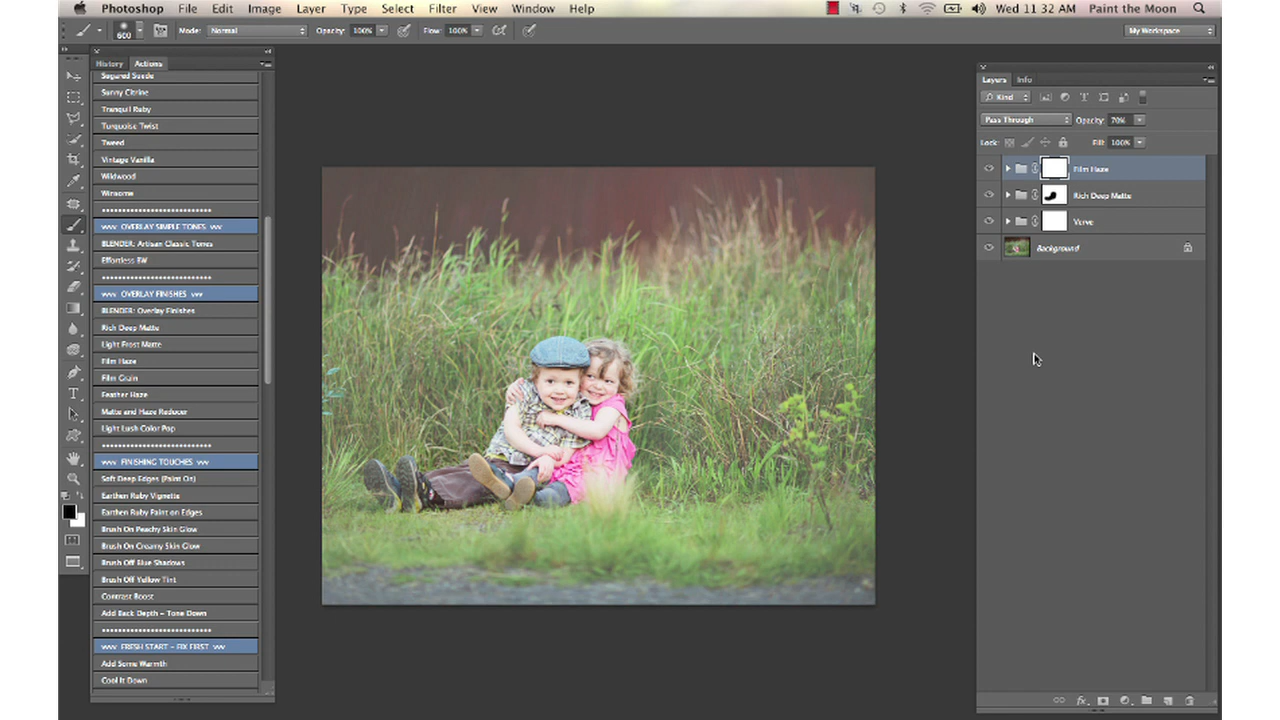 Photoshop File Edit Image Layer Type Select Filter View Window Help Wed 11:32 AM Paint the Moon
600 Mode: Normal Opacity: 100% Flow: 100% My Workspace
History Actions
Sugared Suede
Sunny Citrine
Tranquil Ruby
Turquoise Twist
Tweed
Vintage Vanilla
Wildwood
Winsome
vvvv OVERLAY SIMPLE TONES vvv
BLENDER: Artisan Classic Tones
Effortless BW
vvvv OVERLAY FINISHES vvv
BLENDER: Overlay Finishes
Rich Deep Matte
Light Frost Matte
Film Haze
Film Grain
Feather Haze
Matte and Haze Reducer
Light Lush Color Pop
vvvv FINISHING TOUCHES vvv
Soft Deep Edges (Paint On)
Earthen Ruby Vignette
Earthen Ruby Paint on Edges
Brush On Peachy Skin Glow
Brush On Creamy Skin Glow
Brush Off Blue Shadows
Brush Off Yellow Tint
Contrast Boost
Add Back Depth - Tone Down
vvvv FRESH START - FIX FIRST vvv
Add Some Warmth
Cool It Down
Layers Info
Kind
Pass Through Opacity: 70%
Lock: Fill: 100%
Film Haze
Rich Deep Matte
Verve
Background